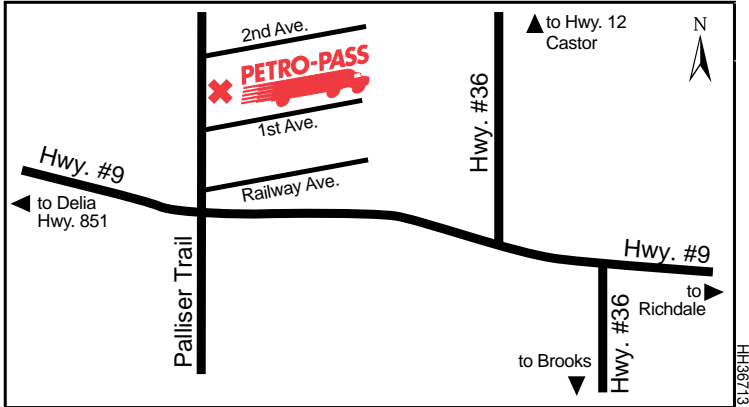 2nd Ave.
to Hwy. 12
Castor
N
PETRO-PASS
1st Ave.
Hwy. #36
Hwy. #9
Railway Ave.
to Delia
Hwy. 851
Palliser Trail
Hwy. #9
to
Richdale
Hwy. #36
to Brooks
HH36713